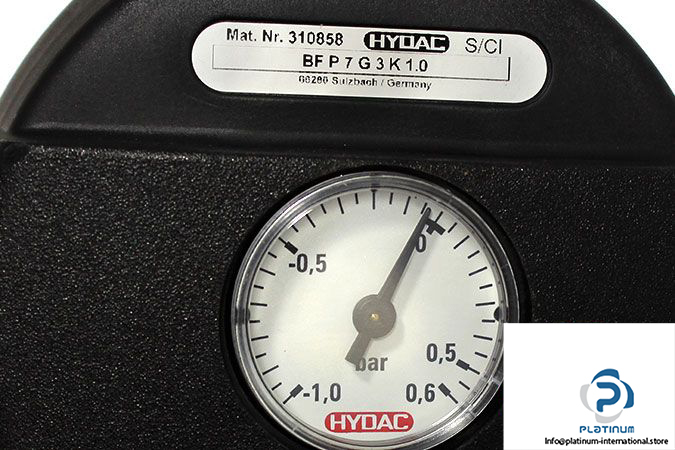 Mat. Nr. 310858 HYDAC S/CI
BF P 7 G 3 K 1.0
66280 Sulzbach / Germany
0
-0,5
bar
0,5
-1,0
0,6
HYDAC
PLATINUM
Info@platinum-international.store